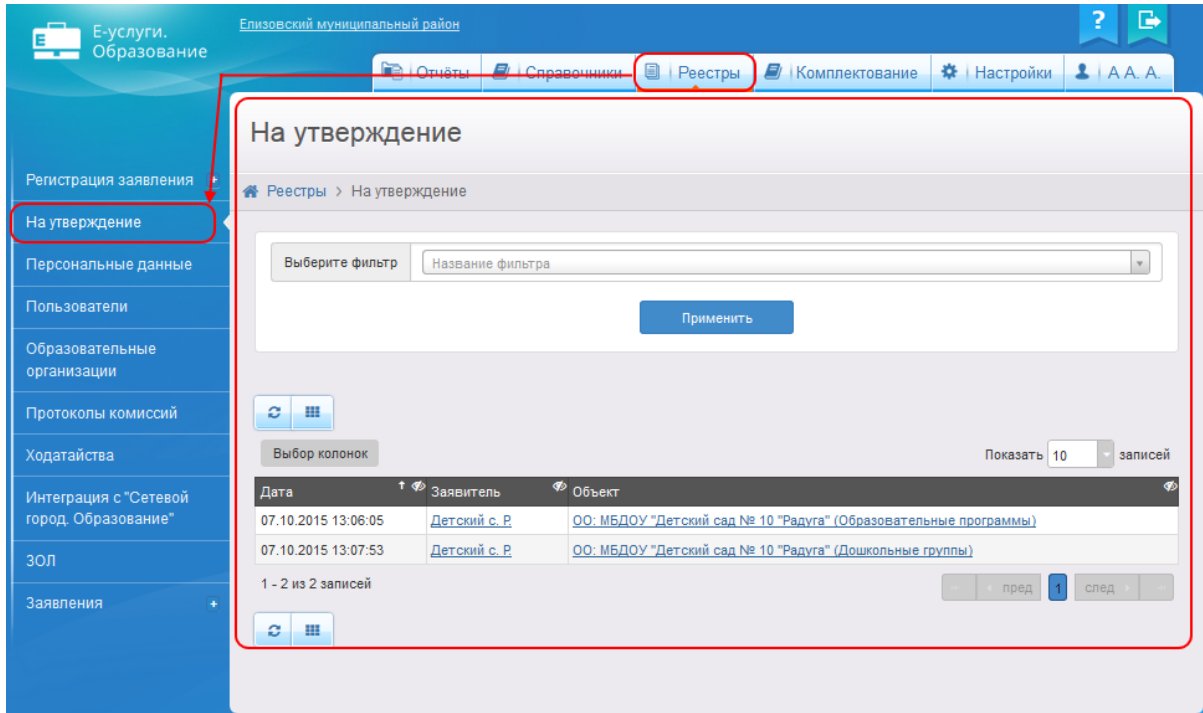 Е-услуги.
Образование
Елизовский муниципальный район
?
Отчёты
Справочники
Реестры
Комплектование
Настройки
А А. А.
На утверждение
Регистрация заявления +
На утверждение
Персональные данные
Пользователи
Образовательные
организации
Протоколы комиссий
Ходатайства
Интеграция с "Сетевой
город. Образование"
ЗОЛ
Заявления +
Реестры > На утверждение
Выберите фильтр Название фильтра
Применить
Выбор колонок Показать 10 записей
Дата Заявитель Объект
07.10.2015 13:06:05 Детский с. Р. ОО: МБДОУ "Детский сад № 10 "Радуга" (Образовательные программы)
07.10.2015 13:07:53 Детский с. Р. ОО: МБДОУ "Детский сад № 10 "Радуга" (Дошкольные группы)
1 - 2 из 2 записей пред 1 след